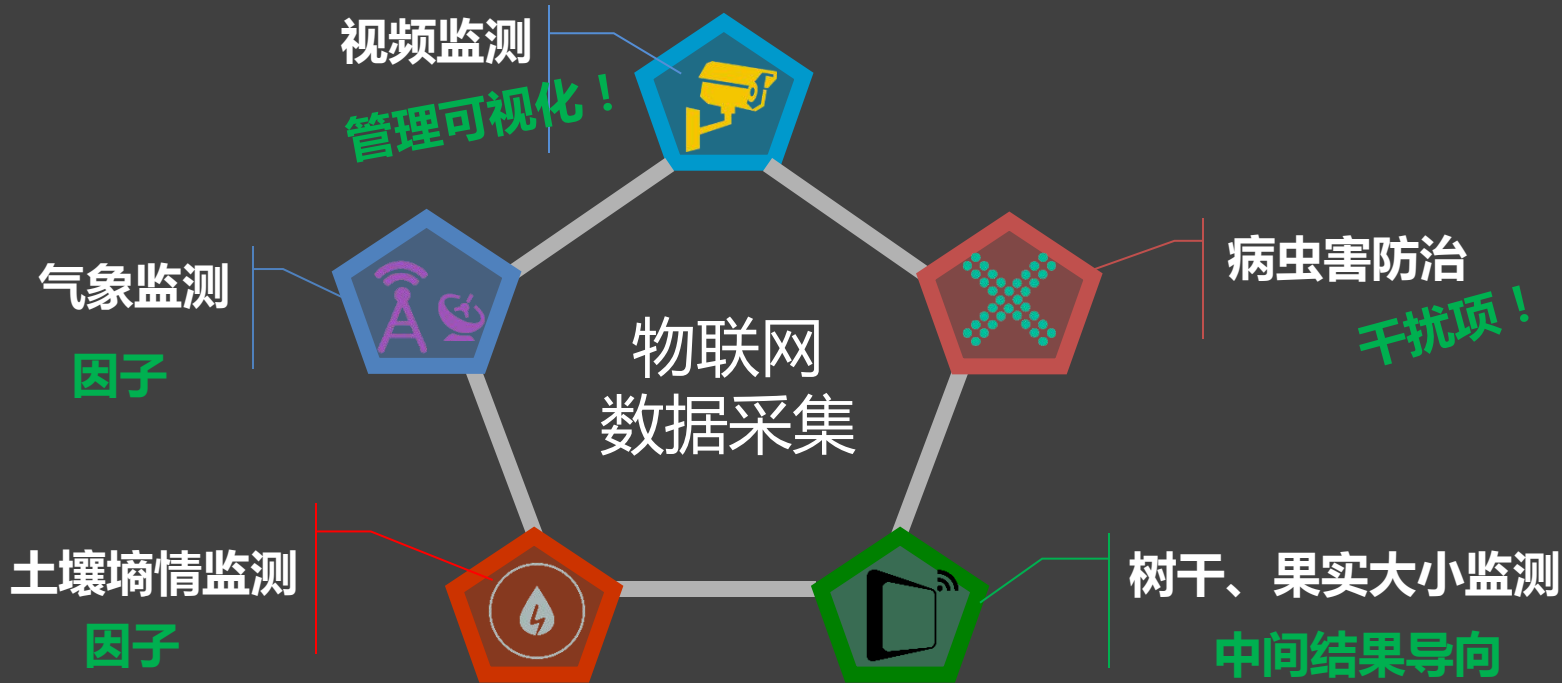 视频监测
管理可视化！
气象监测
因子
病虫害防治
干扰项！
物联网
数据采集
土壤墒情监测
因子
树干、果实大小监测
中间结果导向